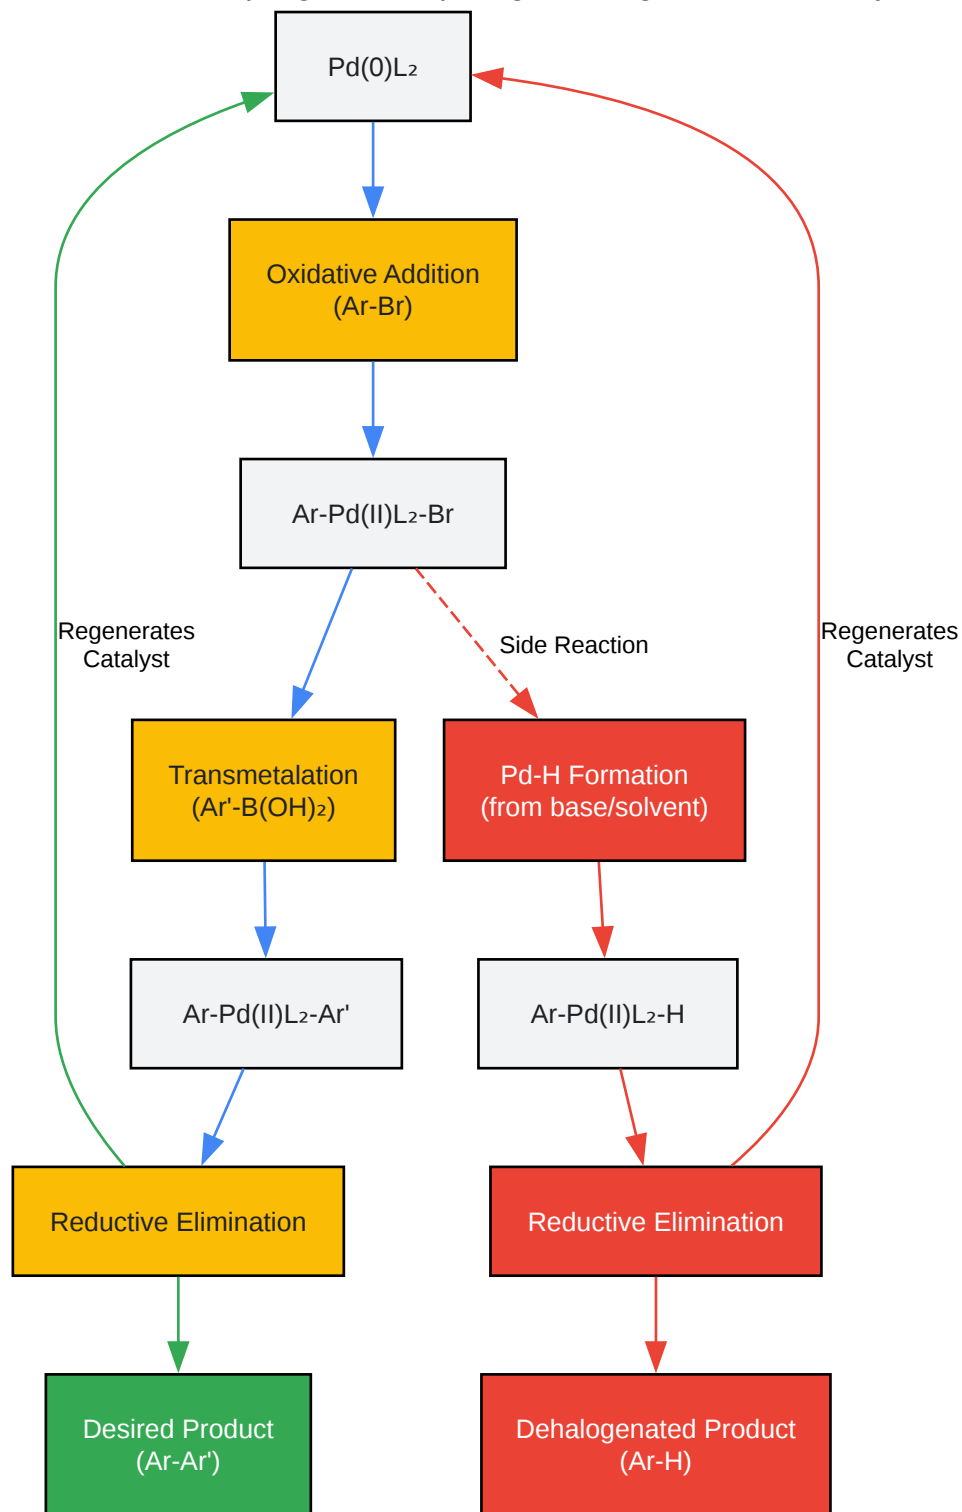 Pd(0)L₂
Oxidative Addition
(Ar-Br)
Ar-Pd(II)L₂-Br
Regenerates
Catalyst
Side Reaction
Regenerates
Catalyst
Transmetalation
(Ar'-B(OH)₂)
Pd-H Formation
(from base/solvent)
Ar-Pd(II)L₂-Ar'
Ar-Pd(II)L₂-H
Reductive Elimination
Reductive Elimination
Desired Product
(Ar-Ar')
Dehalogenated Product
(Ar-H)